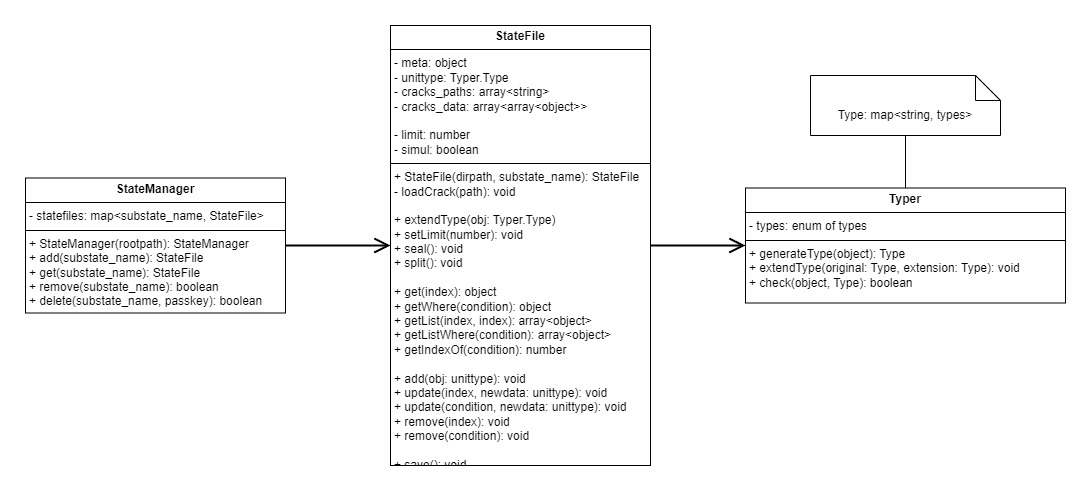 StateManager
- statefiles: map<substate_name, StateFile>
+ StateManager(rootpath): StateManager
+ add(substate_name): StateFile
+ get(substate_name): StateFile
+ remove(substate_name): boolean
+ delete(substate_name, passkey): boolean
StateFile
- meta: object
- unittype: Typer.Type
- cracks_paths: array<string>
- cracks_data: array<array<object>>
- limit: number
- simul: boolean
+ StateFile(dirpath, substate_name): StateFile
- loadCrack(path): void
+ extendType(obj: Typer.Type)
+ setLimit(number): void
+ seal(): void
+ split(): void
+ get(index): object
+ getWhere(condition): object
+ getList(index, index): array<object>
+ getListWhere(condition): array<object>
+ getIndexOf(condition): number
+ add(obj: unittype): void
+ update(index, newdata: unittype): void
+ update(condition, newdata: unittype): void
+ remove(index): void
+ remove(condition): void
+ save(): void
Type: map<string, types>
Typer
- types: enum of types
+ generateType(object): Type
+ extendType(original: Type, extension: Type): void
+ check(object, Type): boolean